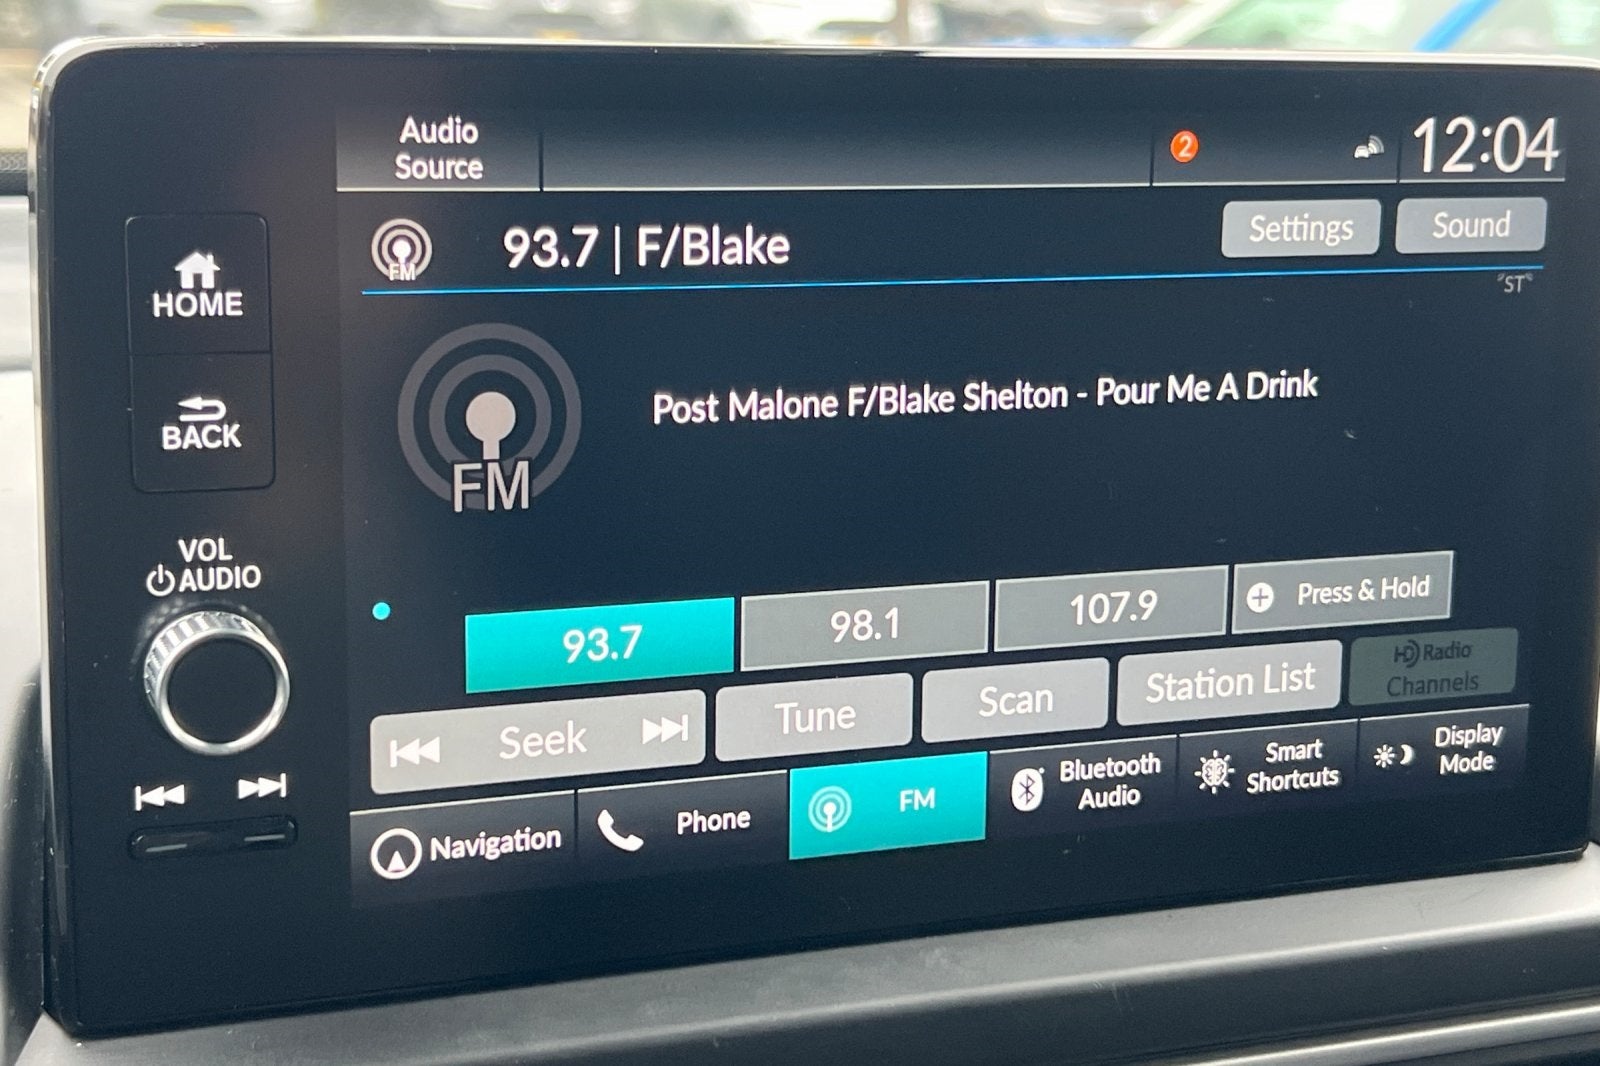 Audio
Source
2
12:04
FM
93.7 | F/Blake
Settings
Sound
"ST"
HOME
BACK
FM
Post Malone F/Blake Shelton - Pour Me A Drink
VOL
AUDIO
93.7
98.1
107.9
Press & Hold
Seek
Tune
Scan
Station List
HD Radio
Channels
Navigation
Phone
FM
Bluetooth
Audio
Smart
Shortcuts
Display
Mode